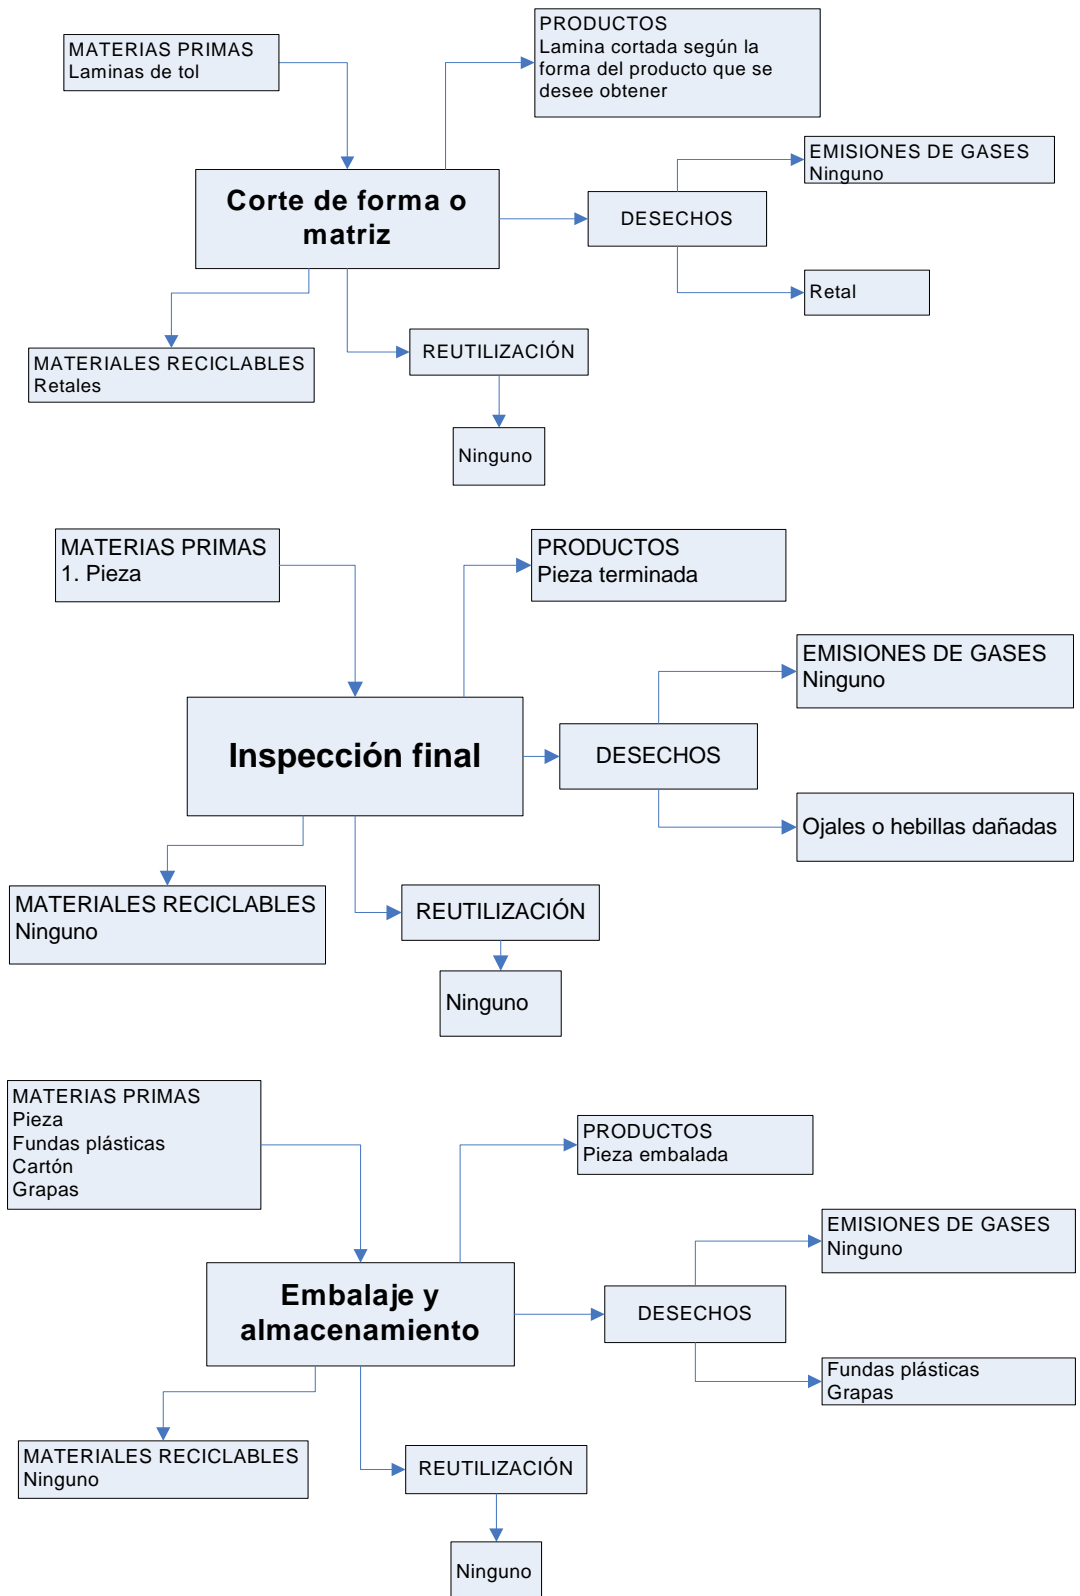 MATERIAS PRIMAS
Laminas de tol
PRODUCTOS
Lamina cortada según la
forma del producto que se
desee obtener
EMISIONES DE GASES
Ninguno
Corte de forma o
matriz
DESECHOS
Retal
MATERIALES RECICLABLES
Retales
REUTILIZACIÓN
Ninguno
MATERIAS PRIMAS
1. Pieza
PRODUCTOS
Pieza terminada
EMISIONES DE GASES
Ninguno
Inspección final
DESECHOS
Ojales o hebillas dañadas
MATERIALES RECICLABLES
Ninguno
REUTILIZACIÓN
Ninguno
MATERIAS PRIMAS
Pieza
Fundas plásticas
Cartón
Grapas
PRODUCTOS
Pieza embalada
EMISIONES DE GASES
Ninguno
Embalaje y
almacenamiento
DESECHOS
Fundas plásticas
Grapas
MATERIALES RECICLABLES
Ninguno
REUTILIZACIÓN
Ninguno